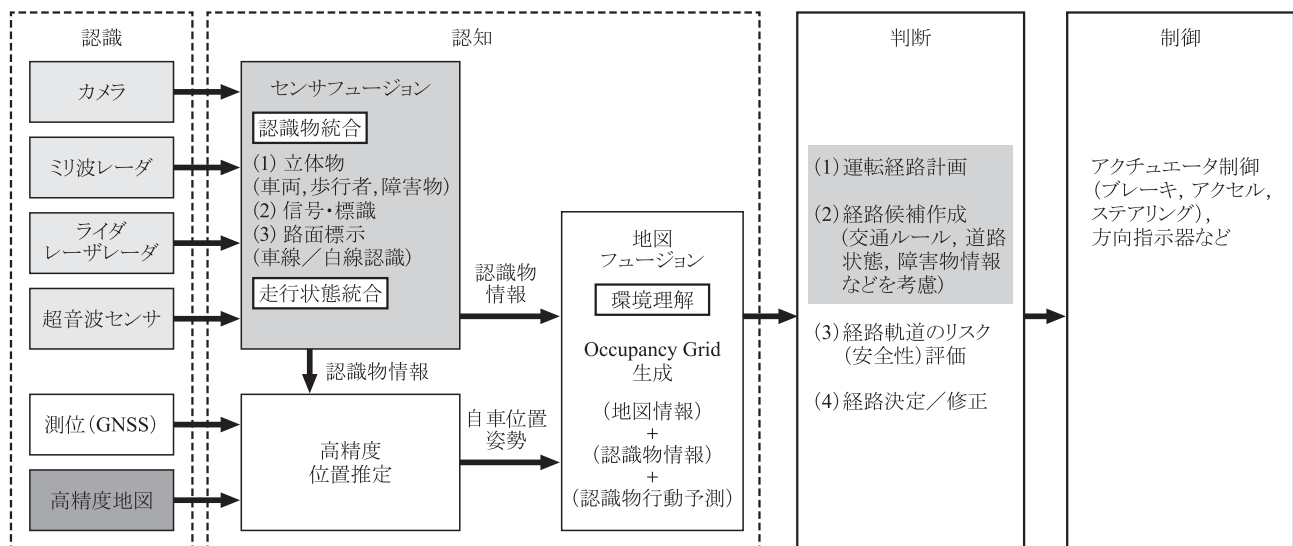 認識
カメラ
ミリ波レーダ
ライダ
レーザレーダ
超音波センサ
測位(GNSS)
高精度地図
認知
センサフュージョン
認識物統合
(1) 立体物
(車両,歩行者,障害物)
(2) 信号・標識
(3) 路面標示
(車線/白線認識)
走行状態統合
認識物情報
高精度
位置推定
認識物
情報
自車位置
姿勢
地図
フュージョン
環境理解
Occupancy Grid
生成
(地図情報)
+
(認識物情報)
+
(認識物行動予測)
判断
(1) 運転経路計画
(2) 経路候補作成
(交通ルール, 道路
状態, 障害物情報
などを考慮)
(3) 経路軌道のリスク
(安全性)評価
(4) 経路決定/修正
制御
アクチュエータ制御
(ブレーキ, アクセル,
ステアリング),
方向指示器など